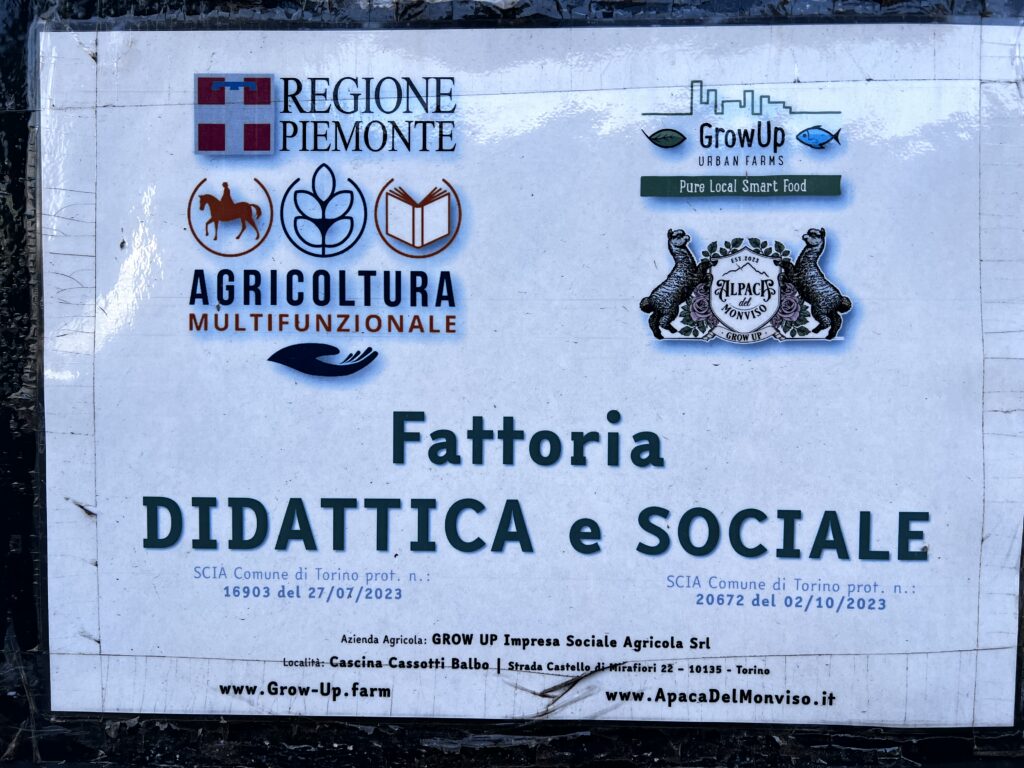 REGIONE
PIEMONTE
AGRICOLTURA
MULTIFUNZIONALE
GrowUp
URBAN FARMS
Pure Local Smart Food
EST. 2022
ALPACA
del
MONVISO
GROW UP
Fattoria
DIDATTICA e SOCIALE
SCIA Comune di Torino prot. n.:
16903 del 27/07/2023
SCIA Comune di Torino prot. n.:
20672 del 02/10/2023
Azienda Agricola: GROW UP Impresa Sociale Agricola Srl
Località: Cascina Cassotti Balbo | Strada Castello di Mirafiori 22 – 10135 - Torino
www.Grow-Up.farm
www.ApacaDelMonviso.it